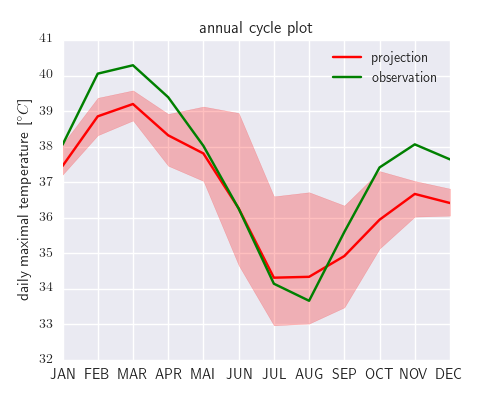 annual cycle plot
projection
observation
daily maximal temperature [°C]
41
40
39
38
37
36
35
34
33
32
JAN FEB MAR APR MAI JUN JUL AUG SEP OCT NOV DEC